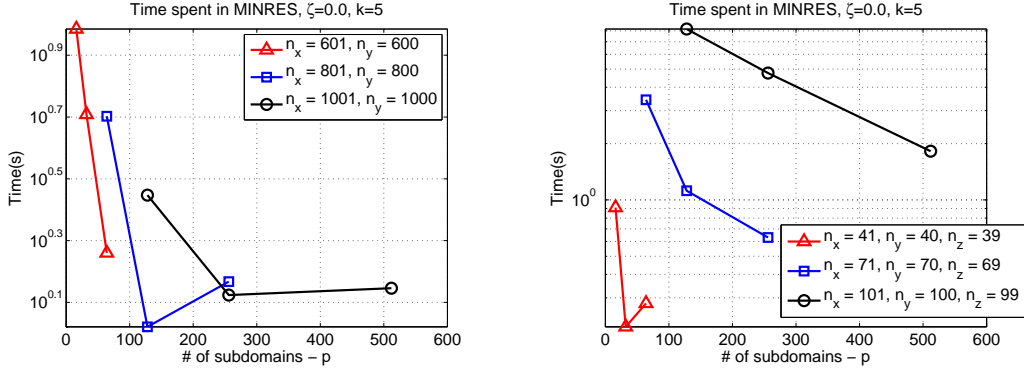 Time spent in MINRES, ζ=0.0, k=5
Time(s)
10^0.9
10^0.7
10^0.5
10^0.3
10^0.1
n_x = 601, n_y = 600
n_x = 801, n_y = 800
n_x = 1001, n_y = 1000
0 100 200 300 400 500 600
# of subdomains − p
Time spent in MINRES, ζ=0.0, k=5
Time(s)
10^0
n_x = 41, n_y = 40, n_z = 39
n_x = 71, n_y = 70, n_z = 69
n_x = 101, n_y = 100, n_z = 99
0 100 200 300 400 500 600
# of subdomains − p